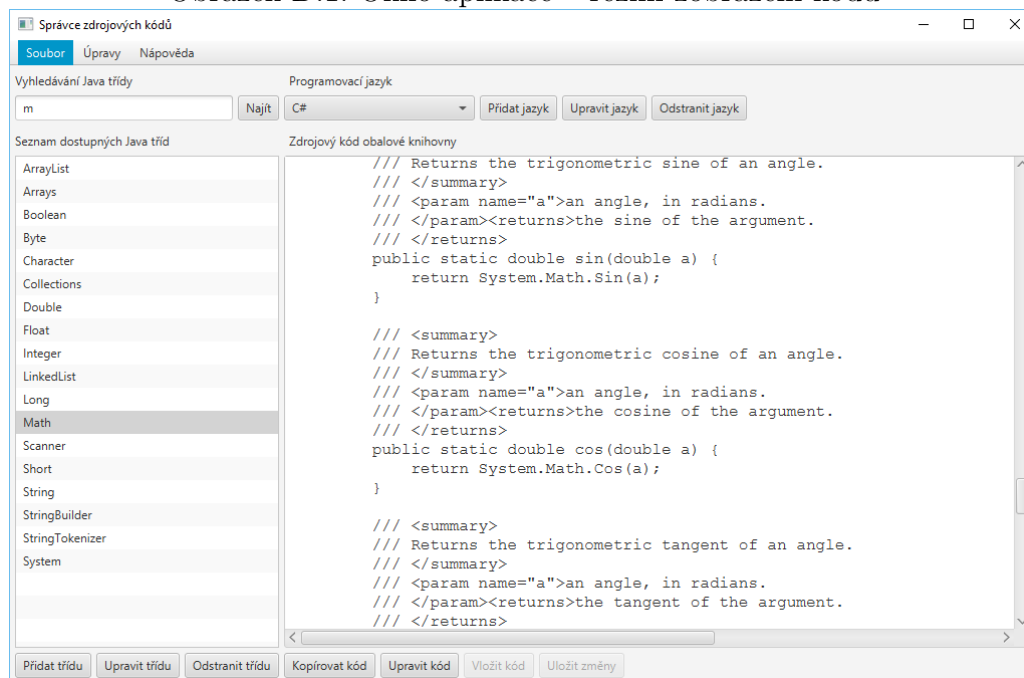 Okno aplikace - režim zobrazení kódu
Správce zdrojových kódů
Soubor Úpravy Nápověda
Vyhledávání Java třídy
m
Najít
Programovací jazyk
C#
Přidat jazyk
Upravit jazyk
Odstranit jazyk
Seznam dostupných Java tříd
ArrayList
Arrays
Boolean
Byte
Character
Collections
Double
Float
Integer
LinkedList
Long
Math
Scanner
Short
String
StringBuilder
StringTokenizer
System
Zdrojový kód obalové knihovny
/// Returns the trigonometric sine of an angle.
/// </summary>
/// <param name="a">an angle, in radians.
/// </param><returns>the sine of the argument.
/// </returns>
public static double sin(double a) {
return System.Math.Sin(a);
}
/// <summary>
/// Returns the trigonometric cosine of an angle.
/// </summary>
/// <param name="a">an angle, in radians.
/// </param><returns>the cosine of the argument.
/// </returns>
public static double cos(double a) {
return System.Math.Cos(a);
}
/// <summary>
/// Returns the trigonometric tangent of an angle.
/// </summary>
/// <param name="a">an angle, in radians.
/// </param><returns>the tangent of the argument.
/// </returns>
Přidat třídu
Upravit třídu
Odstranit třídu
Kopírovat kód
Upravit kód
Vložit kód
Uložit změny